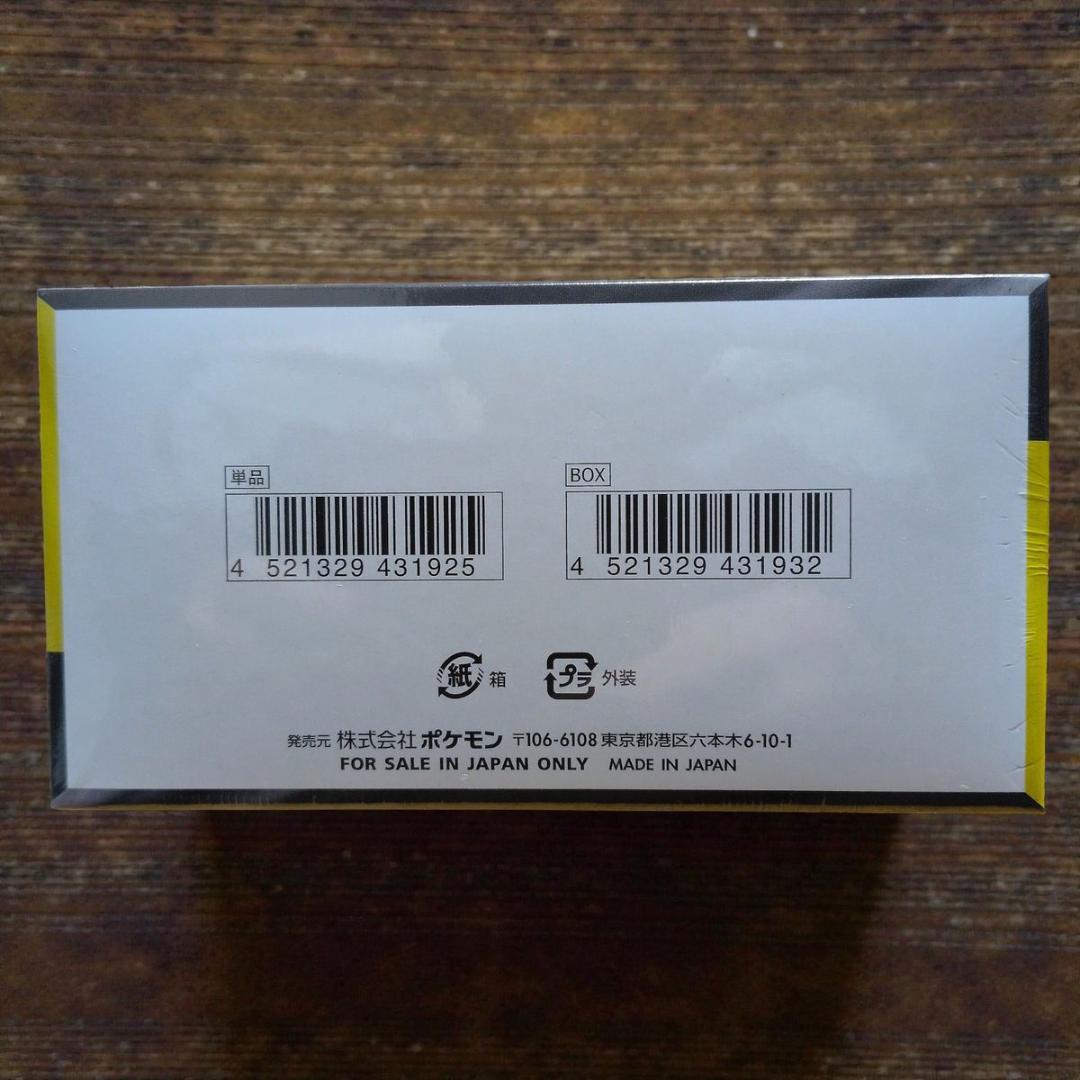 単品
BOX
4 521329 431925
4 521329 431932
紙 箱
プラ 外装
発売元 株式会社ポケモン 〒106-6108 東京都港区六本木6-10-1
FOR SALE IN JAPAN ONLY MADE IN JAPAN